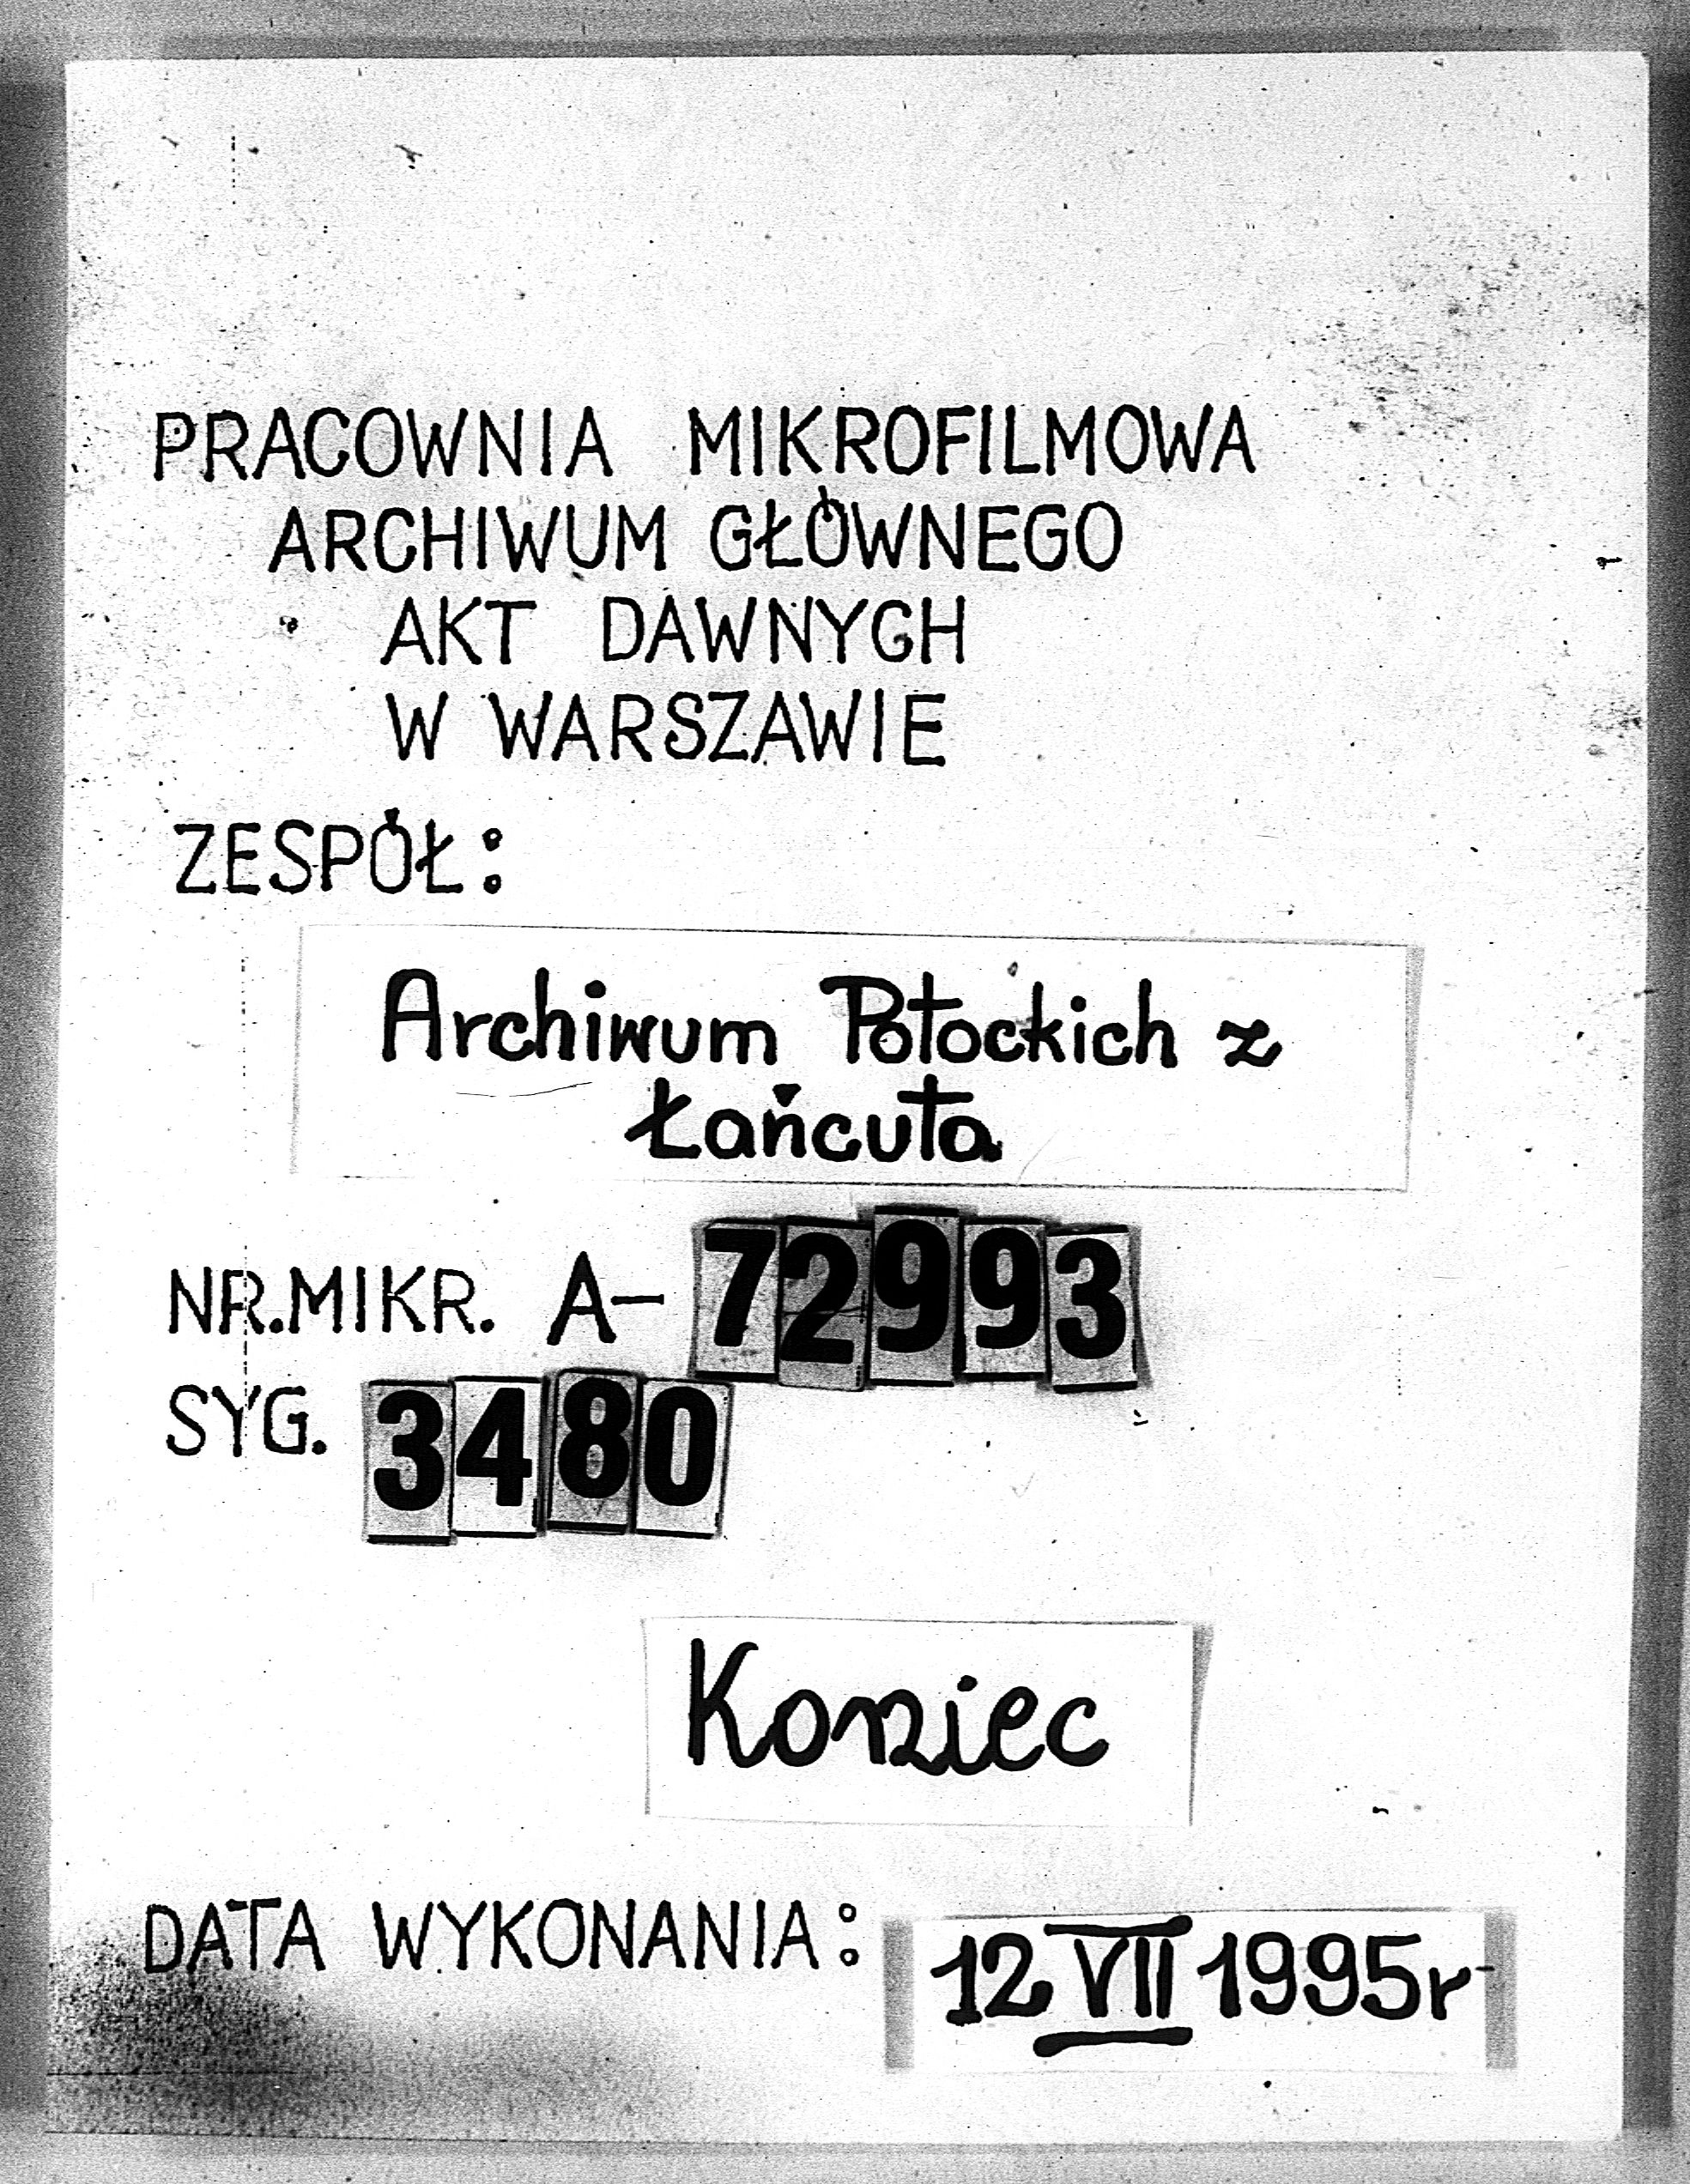 PRACOWNIA MIKROFILMOWA
ARCHIWUM GŁÓWNEGO
AKT DAWNYCH
W WARSZAWIE
ZESPÓŁ:
Archiwum Potockich z
Łańcuta
NR.MIKR. A-72993
SYG. 3480
Koniec
DATA WYKONANIA: 12 VII 1995r